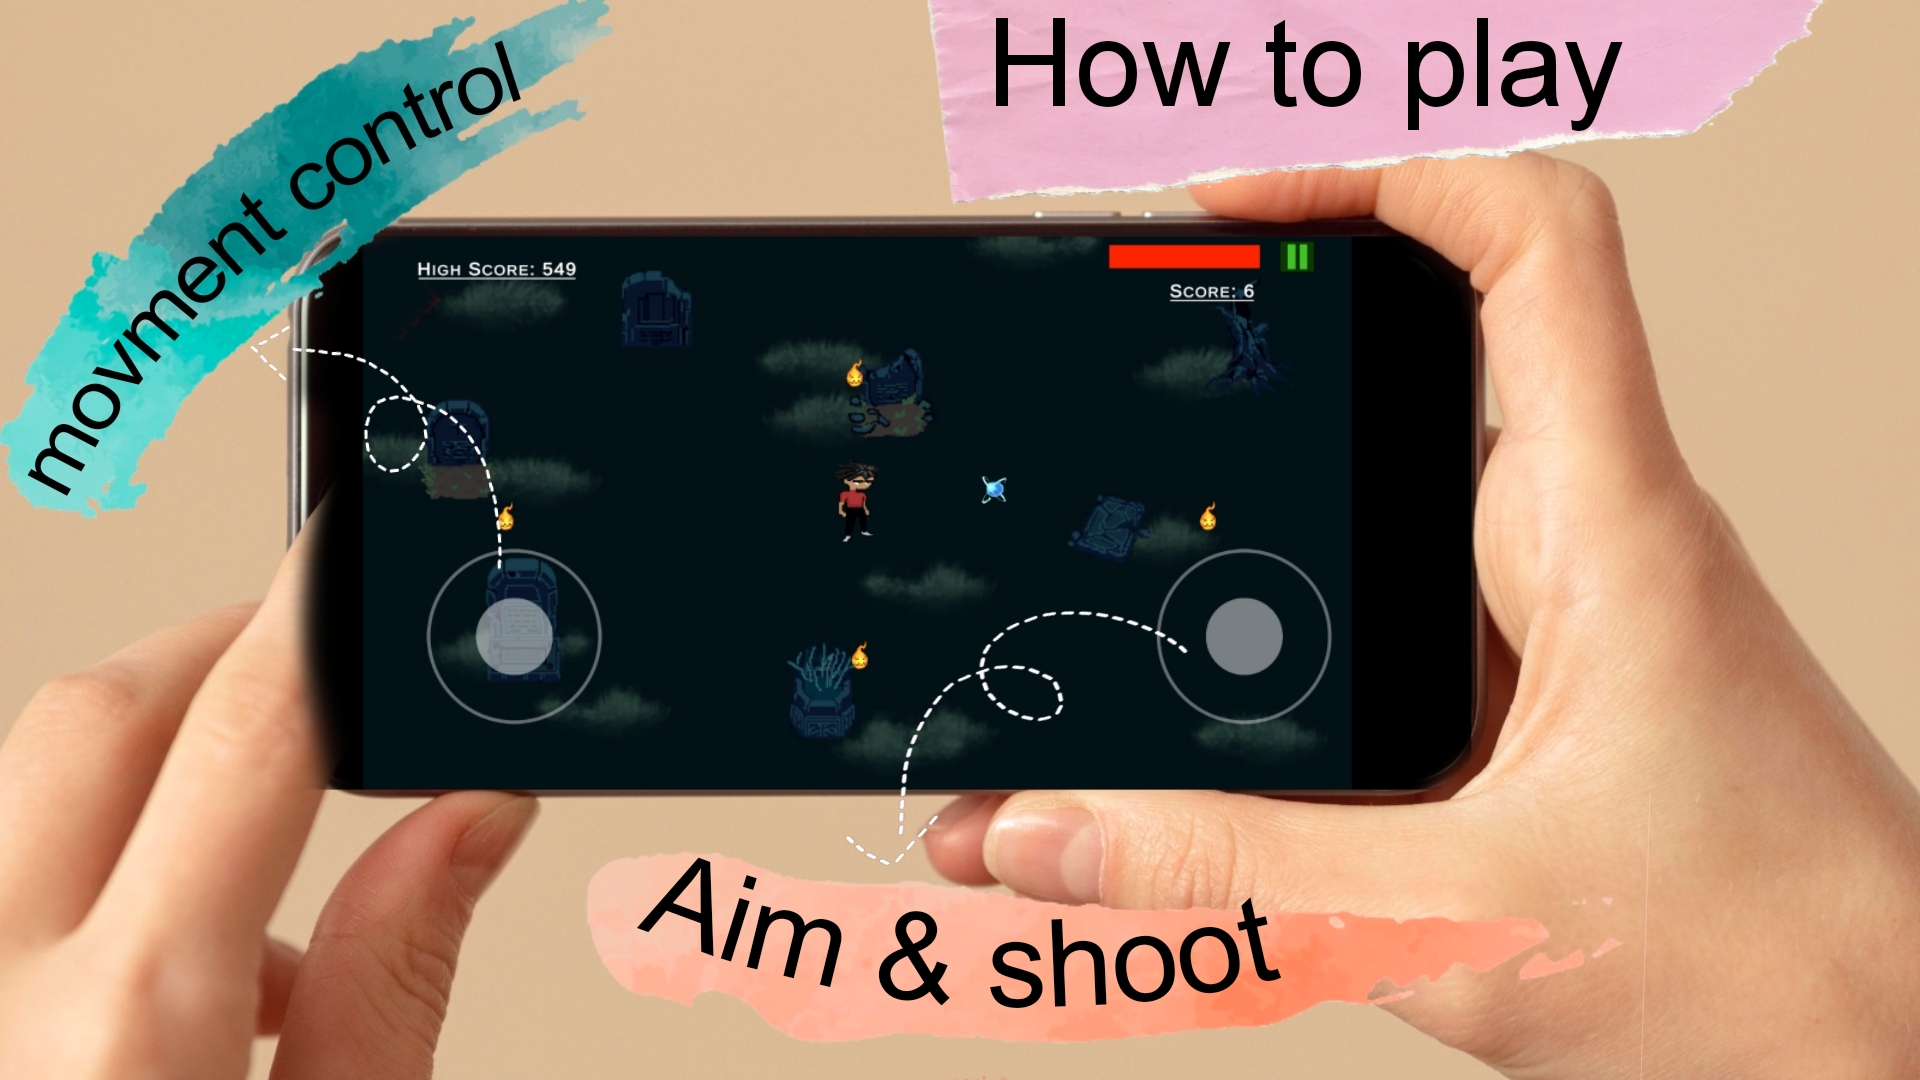 How to play
movment control
HIGH SCORE: 549
SCORE: 6
Aim & shoot